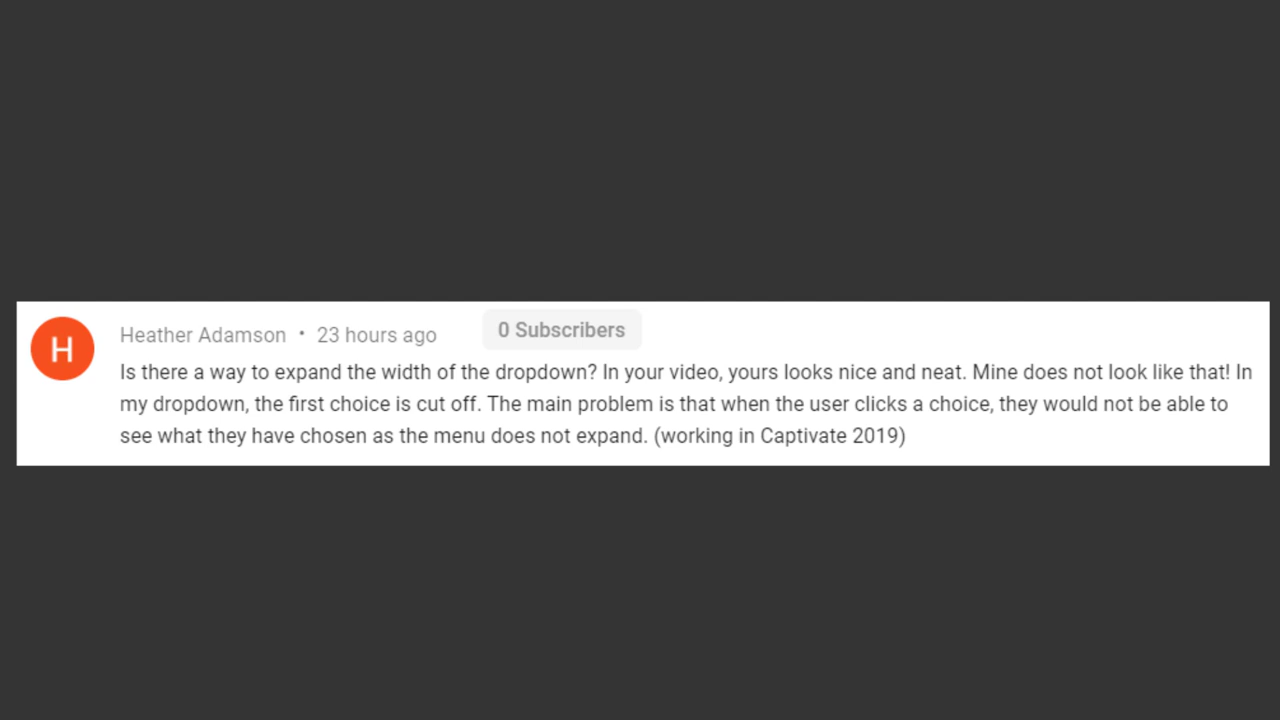 H
Heather Adamson • 23 hours ago 0 Subscribers
Is there a way to expand the width of the dropdown? In your video, yours looks nice and neat. Mine does not look like that! In
my dropdown, the first choice is cut off. The main problem is that when the user clicks a choice, they would not be able to
see what they have chosen as the menu does not expand. (working in Captivate 2019)